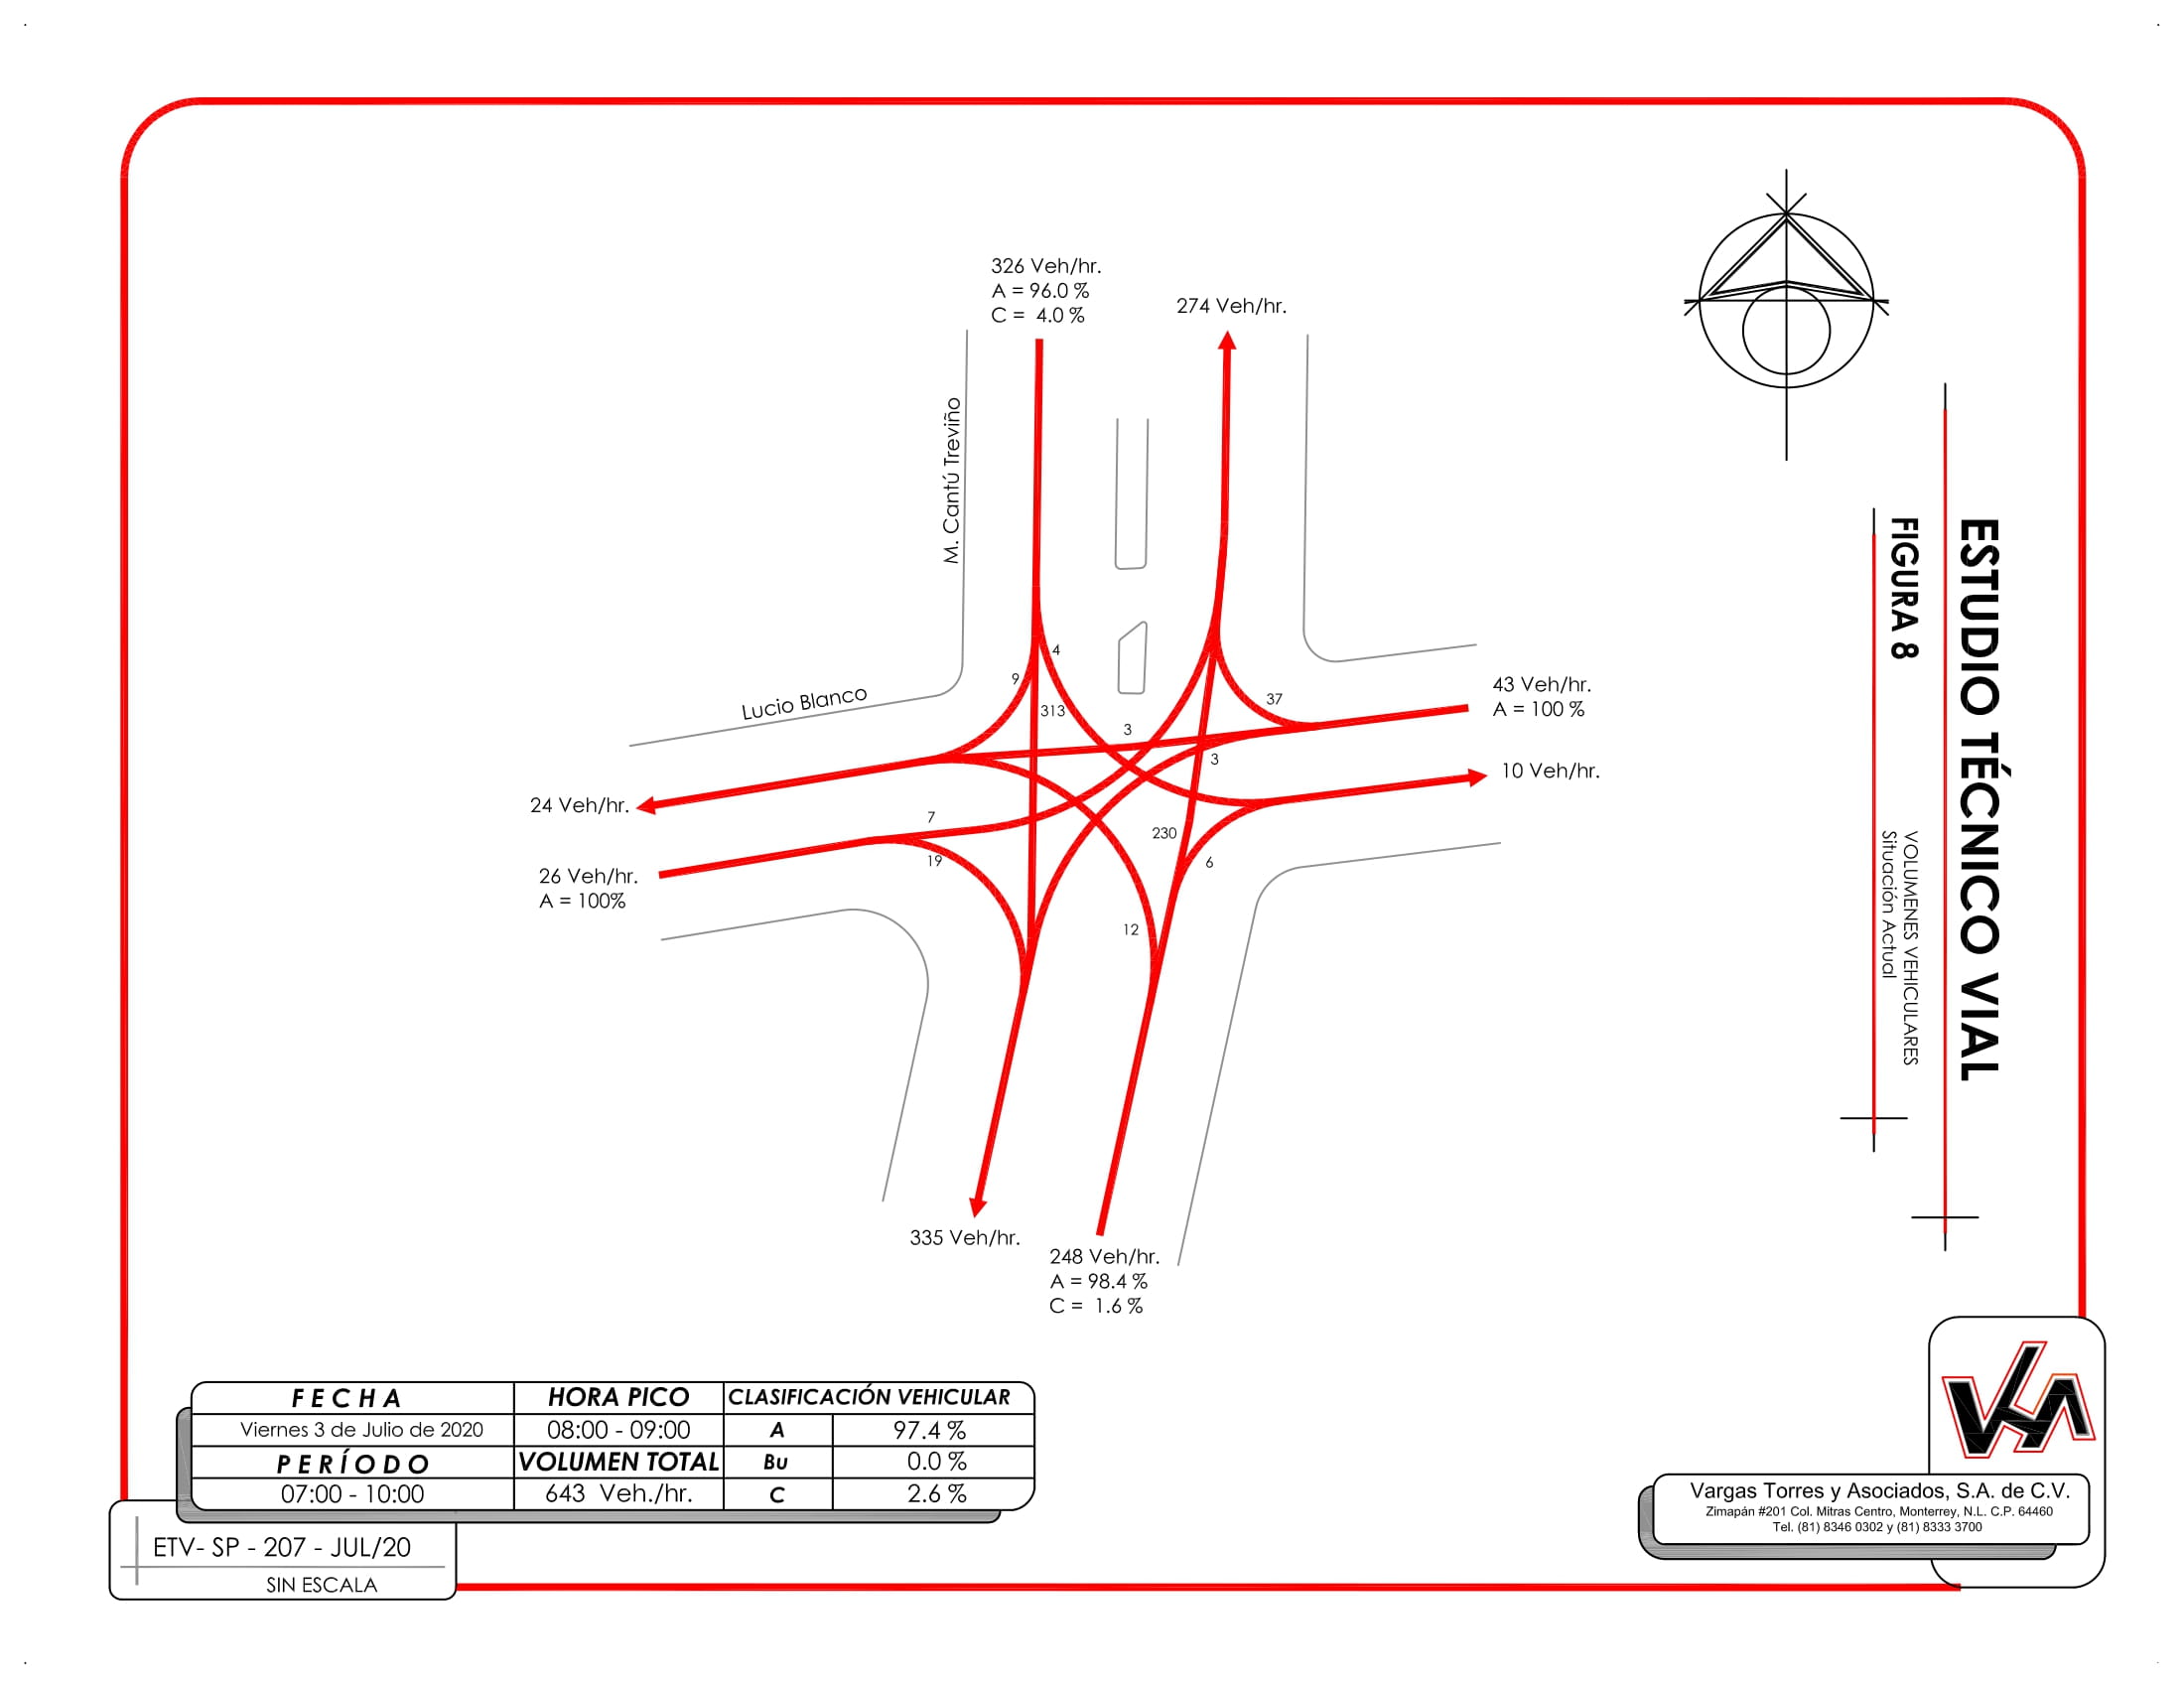 326 Veh/hr.
A = 96.0 %
C =  4.0 %
274 Veh/hr.
M. Cantú Treviño
Lucio Blanco
4
9
313
37
3
3
43 Veh/hr.
A = 100 %
10 Veh/hr.
24 Veh/hr.
7
19
26 Veh/hr.
A = 100%
230
6
12
335 Veh/hr.
248 Veh/hr.
A = 98.4 %
C =  1.6 %
ESTUDIO TÉCNICO VIAL
FIGURA 8
VOLUMENES VEHICULARES
Situación Actual
FECHA
HORA PICO
CLASIFICACIÓN VEHICULAR
Viernes 3 de Julio de 2020
08:00 - 09:00
A
97.4 %
PERÍODO
VOLUMEN TOTAL
Bu
0.0 %
07:00 - 10:00
643  Veh./hr.
C
2.6 %
ETV- SP - 207 - JUL/20
SIN ESCALA
VTA
Vargas Torres y Asociados, S.A. de C.V.
Zimapán #201 Col. Mitras Centro, Monterrey, N.L. C.P. 64460
Tel. (81) 8346 0302 y (81) 8333 3700